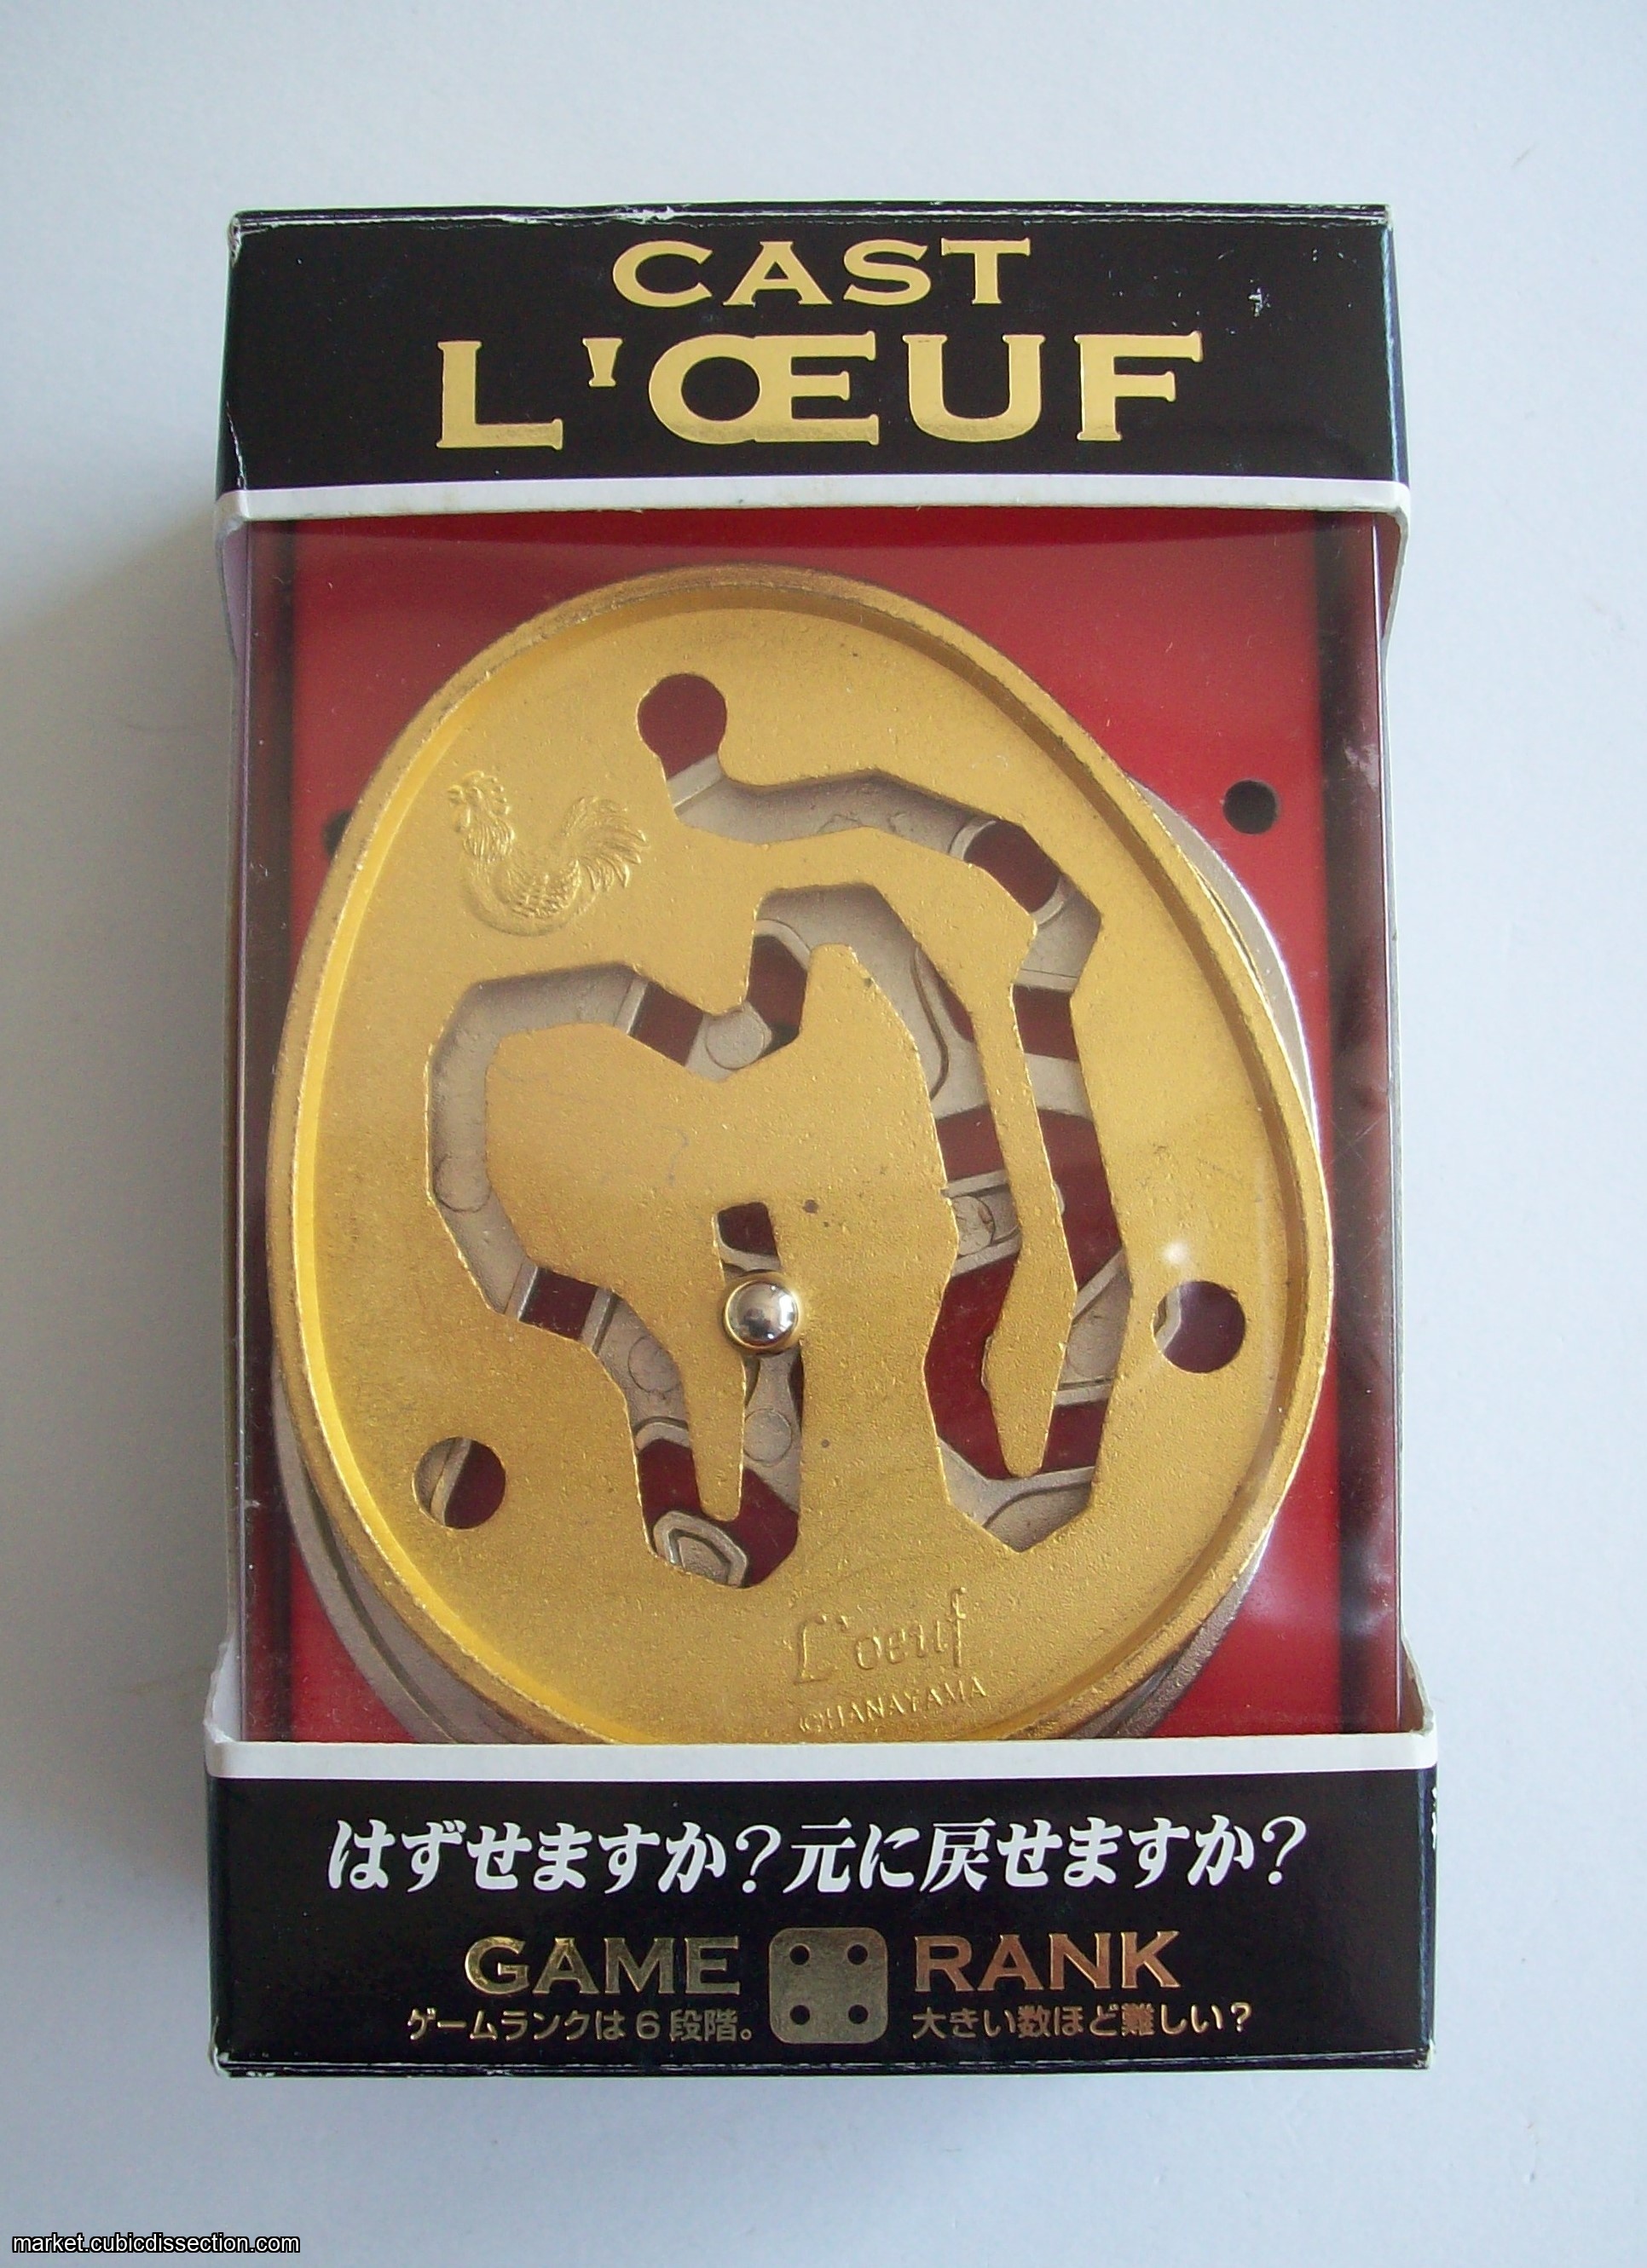 CAST
L'ŒUF
L'oeuf
©HANAYAMA
はずせますか?元に戻せますか?
GAME RANK
ゲームランクは6段階。 大きい数ほど難しい?
market.cubicdissection.com